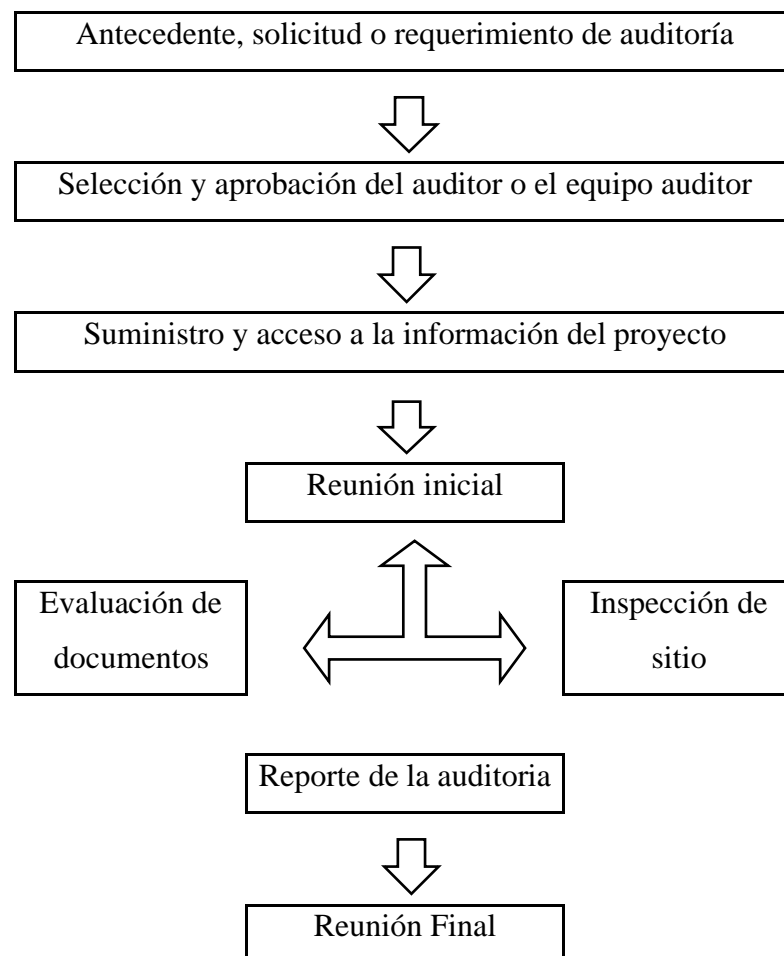 Antecedente, solicitud o requerimiento de auditoría
Selección y aprobación del auditor o el equipo auditor
Suministro y acceso a la información del proyecto
Reunión inicial
Evaluación de
documentos
Inspección de
sitio
Reporte de la auditoria
Reunión Final